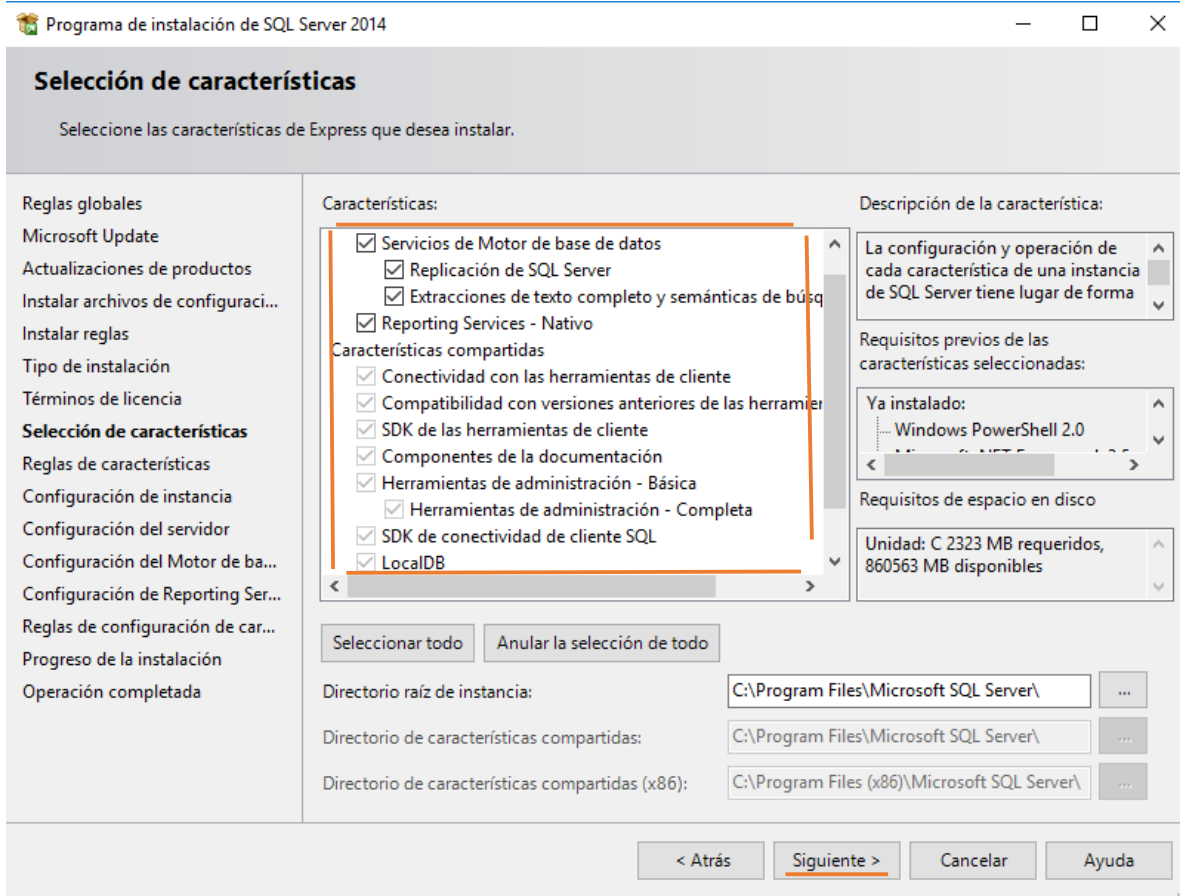 Programa de instalación de SQL Server 2014
Selección de características
Seleccione las características de Express que desea instalar.
Reglas globales
Microsoft Update
Actualizaciones de productos
Instalar archivos de configuraci...
Instalar reglas
Tipo de instalación
Términos de licencia
Selección de características
Reglas de características
Configuración de instancia
Configuración del servidor
Configuración del Motor de ba...
Configuración de Reporting Ser...
Reglas de configuración de car...
Progreso de la instalación
Operación completada
Características:
Servicios de Motor de base de datos
Replicación de SQL Server
Extracciones de texto completo y semánticas de búsq
Reporting Services - Nativo
Características compartidas
Conectividad con las herramientas de cliente
Compatibilidad con versiones anteriores de las herramien
SDK de las herramientas de cliente
Componentes de la documentación
Herramientas de administración - Básica
Herramientas de administración - Completa
SDK de conectividad de cliente SQL
LocalDB
Descripción de la característica:
La configuración y operación de
cada característica de una instancia
de SQL Server tiene lugar de forma
Requisitos previos de las
características seleccionadas:
Ya instalado:
Windows PowerShell 2.0
Requisitos de espacio en disco
Unidad: C 2323 MB requeridos,
860563 MB disponibles
Seleccionar todo
Anular la selección de todo
Directorio raíz de instancia:
C:\Program Files\Microsoft SQL Server\
...
Directorio de características compartidas:
C:\Program Files\Microsoft SQL Server\
...
Directorio de características compartidas (x86):
C:\Program Files (x86)\Microsoft SQL Server\
...
< Atrás
Siguiente >
Cancelar
Ayuda